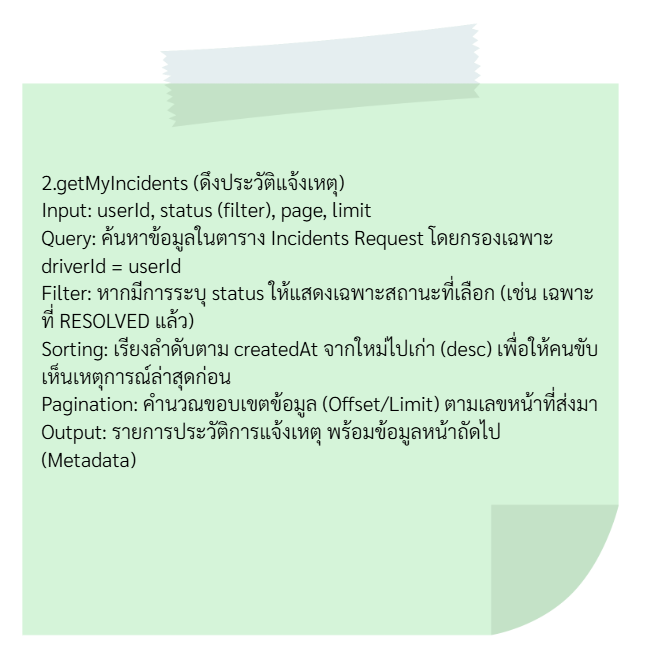 2.getMyIncidents (ดึงประวัติแจ้งเหตุ)
Input: userId, status (filter), page, limit
Query: ค้นหาข้อมูลในตาราง Incidents Request โดยกรองเฉพาะ
driverId = userId
Filter: หากมีการระบุ status ให้แสดงเฉพาะสถานะที่เลือก (เช่น เฉพาะ
ที่ RESOLVED แล้ว)
Sorting: เรียงลำดับตาม createdAt จากใหม่ไปเก่า (desc) เพื่อให้คนขับ
เห็นเหตุการณ์ล่าสุดก่อน
Pagination: คำนวณขอบเขตข้อมูล (Offset/Limit) ตามเลขหน้าที่ส่งมา
Output: รายการประวัติการแจ้งเหตุ พร้อมข้อมูลหน้าถัดไป
(Metadata)